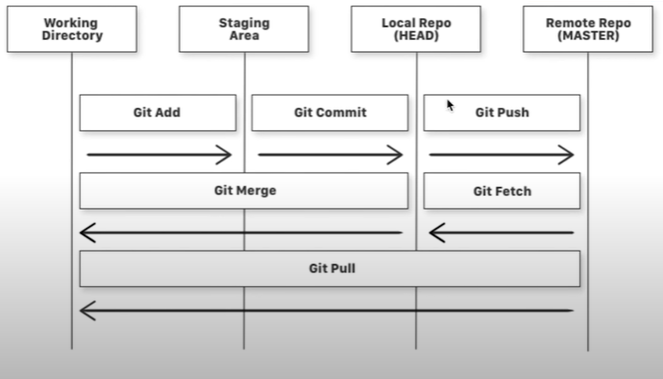 Working
Directory
Staging
Area
Local Repo
(HEAD)
Remote Repo
(MASTER)
Git Add
Git Commit
Git Push
Git Merge
Git Fetch
Git Pull